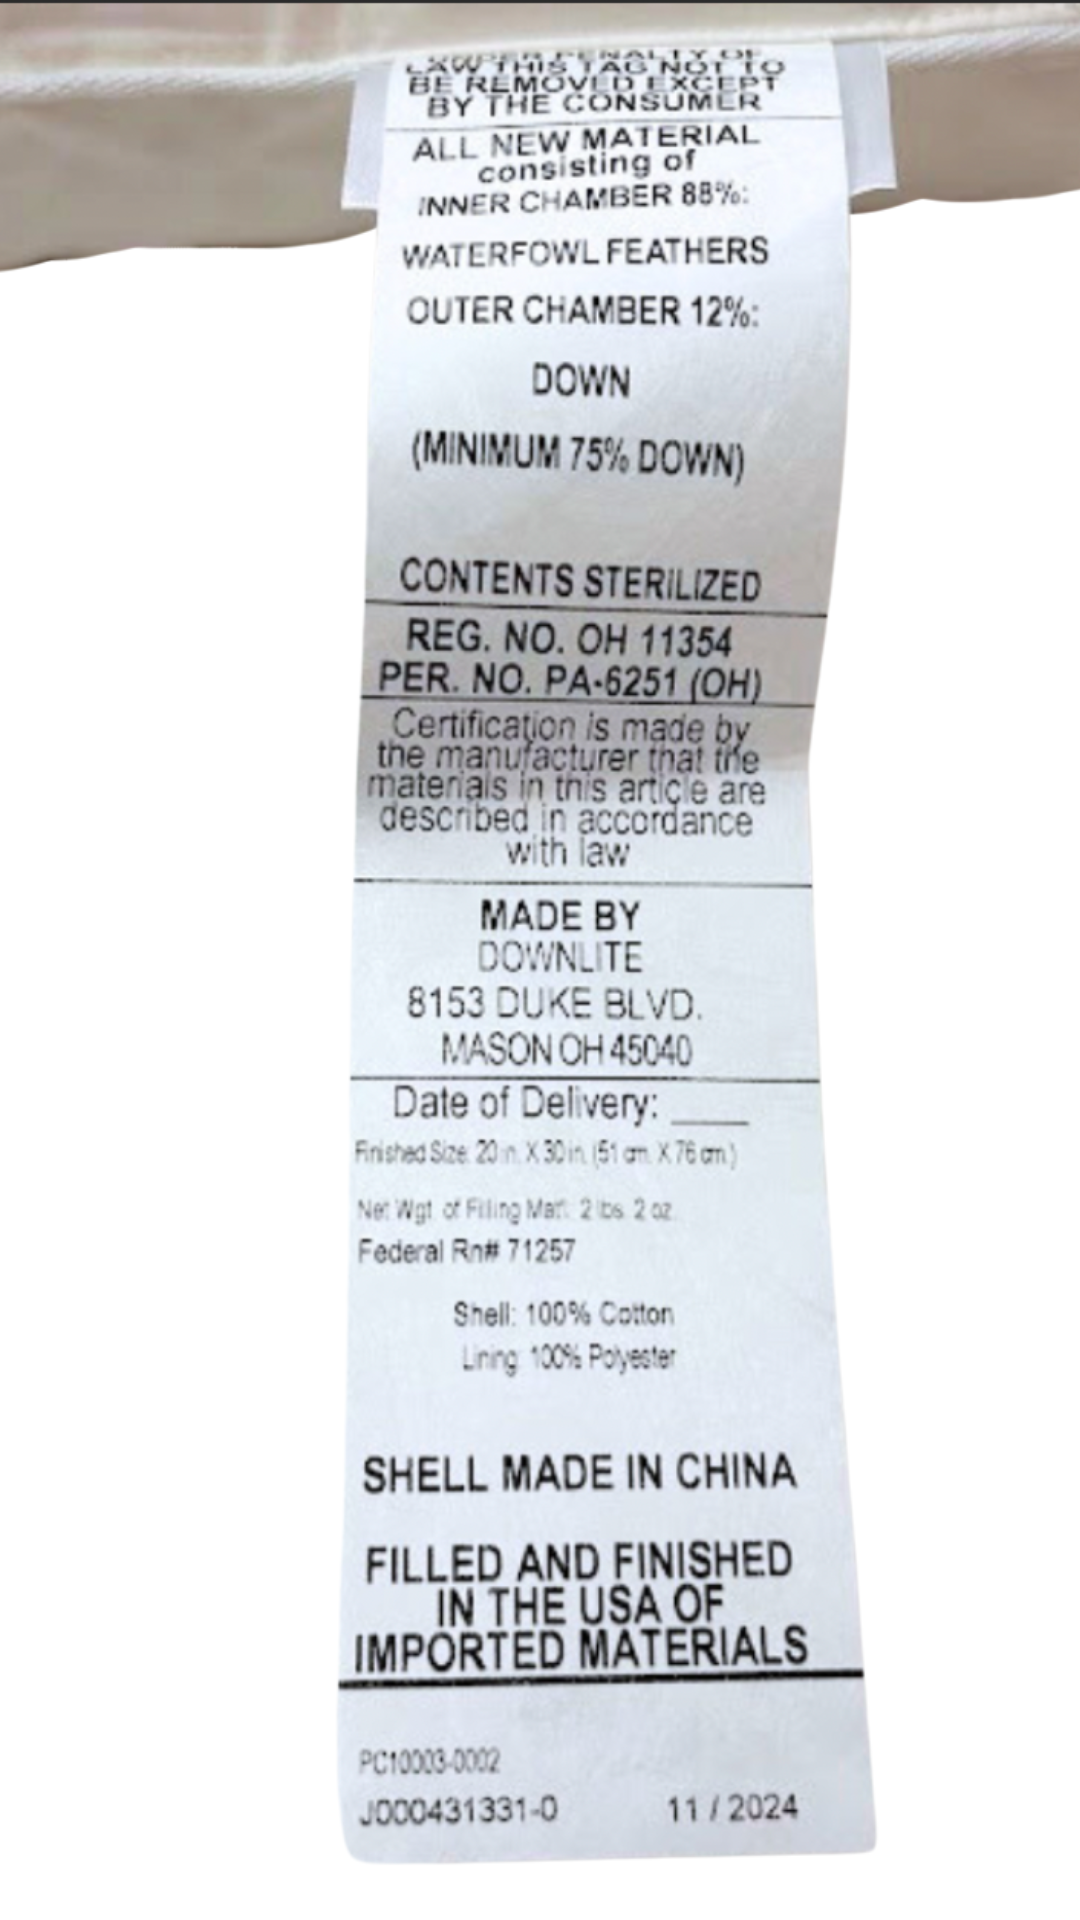 UNDER PENALTY OF
LAW THIS TAG NOT TO
BE REMOVED EXCEPT
BY THE CONSUMER
ALL NEW MATERIAL
consisting of
INNER CHAMBER 88%:
WATERFOWL FEATHERS
OUTER CHAMBER 12%:
DOWN
(MINIMUM 75% DOWN)
CONTENTS STERILIZED
REG. NO. OH 11354
PER. NO. PA-6251 (OH)
Certification is made by
the manufacturer that the
materials in this article are
described in accordance
with law
MADE BY
DOWNLITE
8153 DUKE BLVD.
MASON OH 45040
Date of Delivery: ____
Finished Size: 20 in. X 30 in. (51 cm. X 76 cm.)
Net Wgt. of Filling Mat'l. 2 lbs. 2 oz.
Federal Rn# 71257
Shell: 100% Cotton
Lining: 100% Polyester
SHELL MADE IN CHINA
FILLED AND FINISHED
IN THE USA OF
IMPORTED MATERIALS
PC10003-0002
J000431331-0 11 / 2024